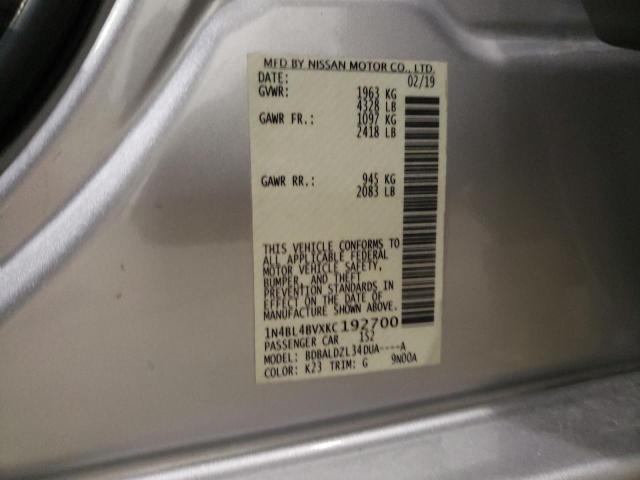 MFD BY NISSAN MOTOR CO., LTD.
DATE: 02/19
GVWR: 1963 KG
4328 LB
GAWR FR.: 1097 KG
2418 LB
GAWR RR.: 945 KG
2083 LB
THIS VEHICLE CONFORMS TO
ALL APPLICABLE FEDERAL
MOTOR VEHICLE SAFETY,
BUMPER, AND THEFT
PREVENTION STANDARDS IN
EFFECT ON THE DATE OF
MANUFACTURE SHOWN ABOVE.
1N4BL4BVXKC192700
PASSENGER CAR 152
MODEL: BDBALDZL34DUA----A
COLOR: K23 TRIM: G 9N00A